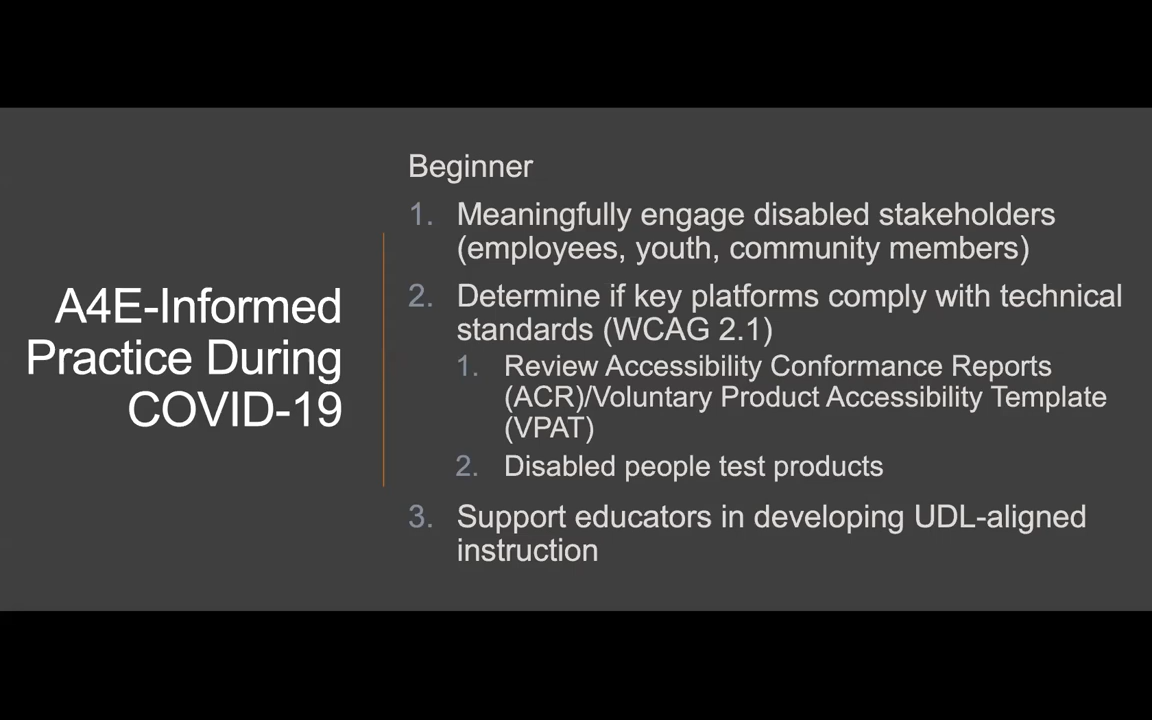 A4E-Informed
Practice During
COVID-19
Beginner
1. Meaningfully engage disabled stakeholders
(employees, youth, community members)
2. Determine if key platforms comply with technical
standards (WCAG 2.1)
1. Review Accessibility Conformance Reports
(ACR)/Voluntary Product Accessibility Template
(VPAT)
2. Disabled people test products
3. Support educators in developing UDL-aligned
instruction